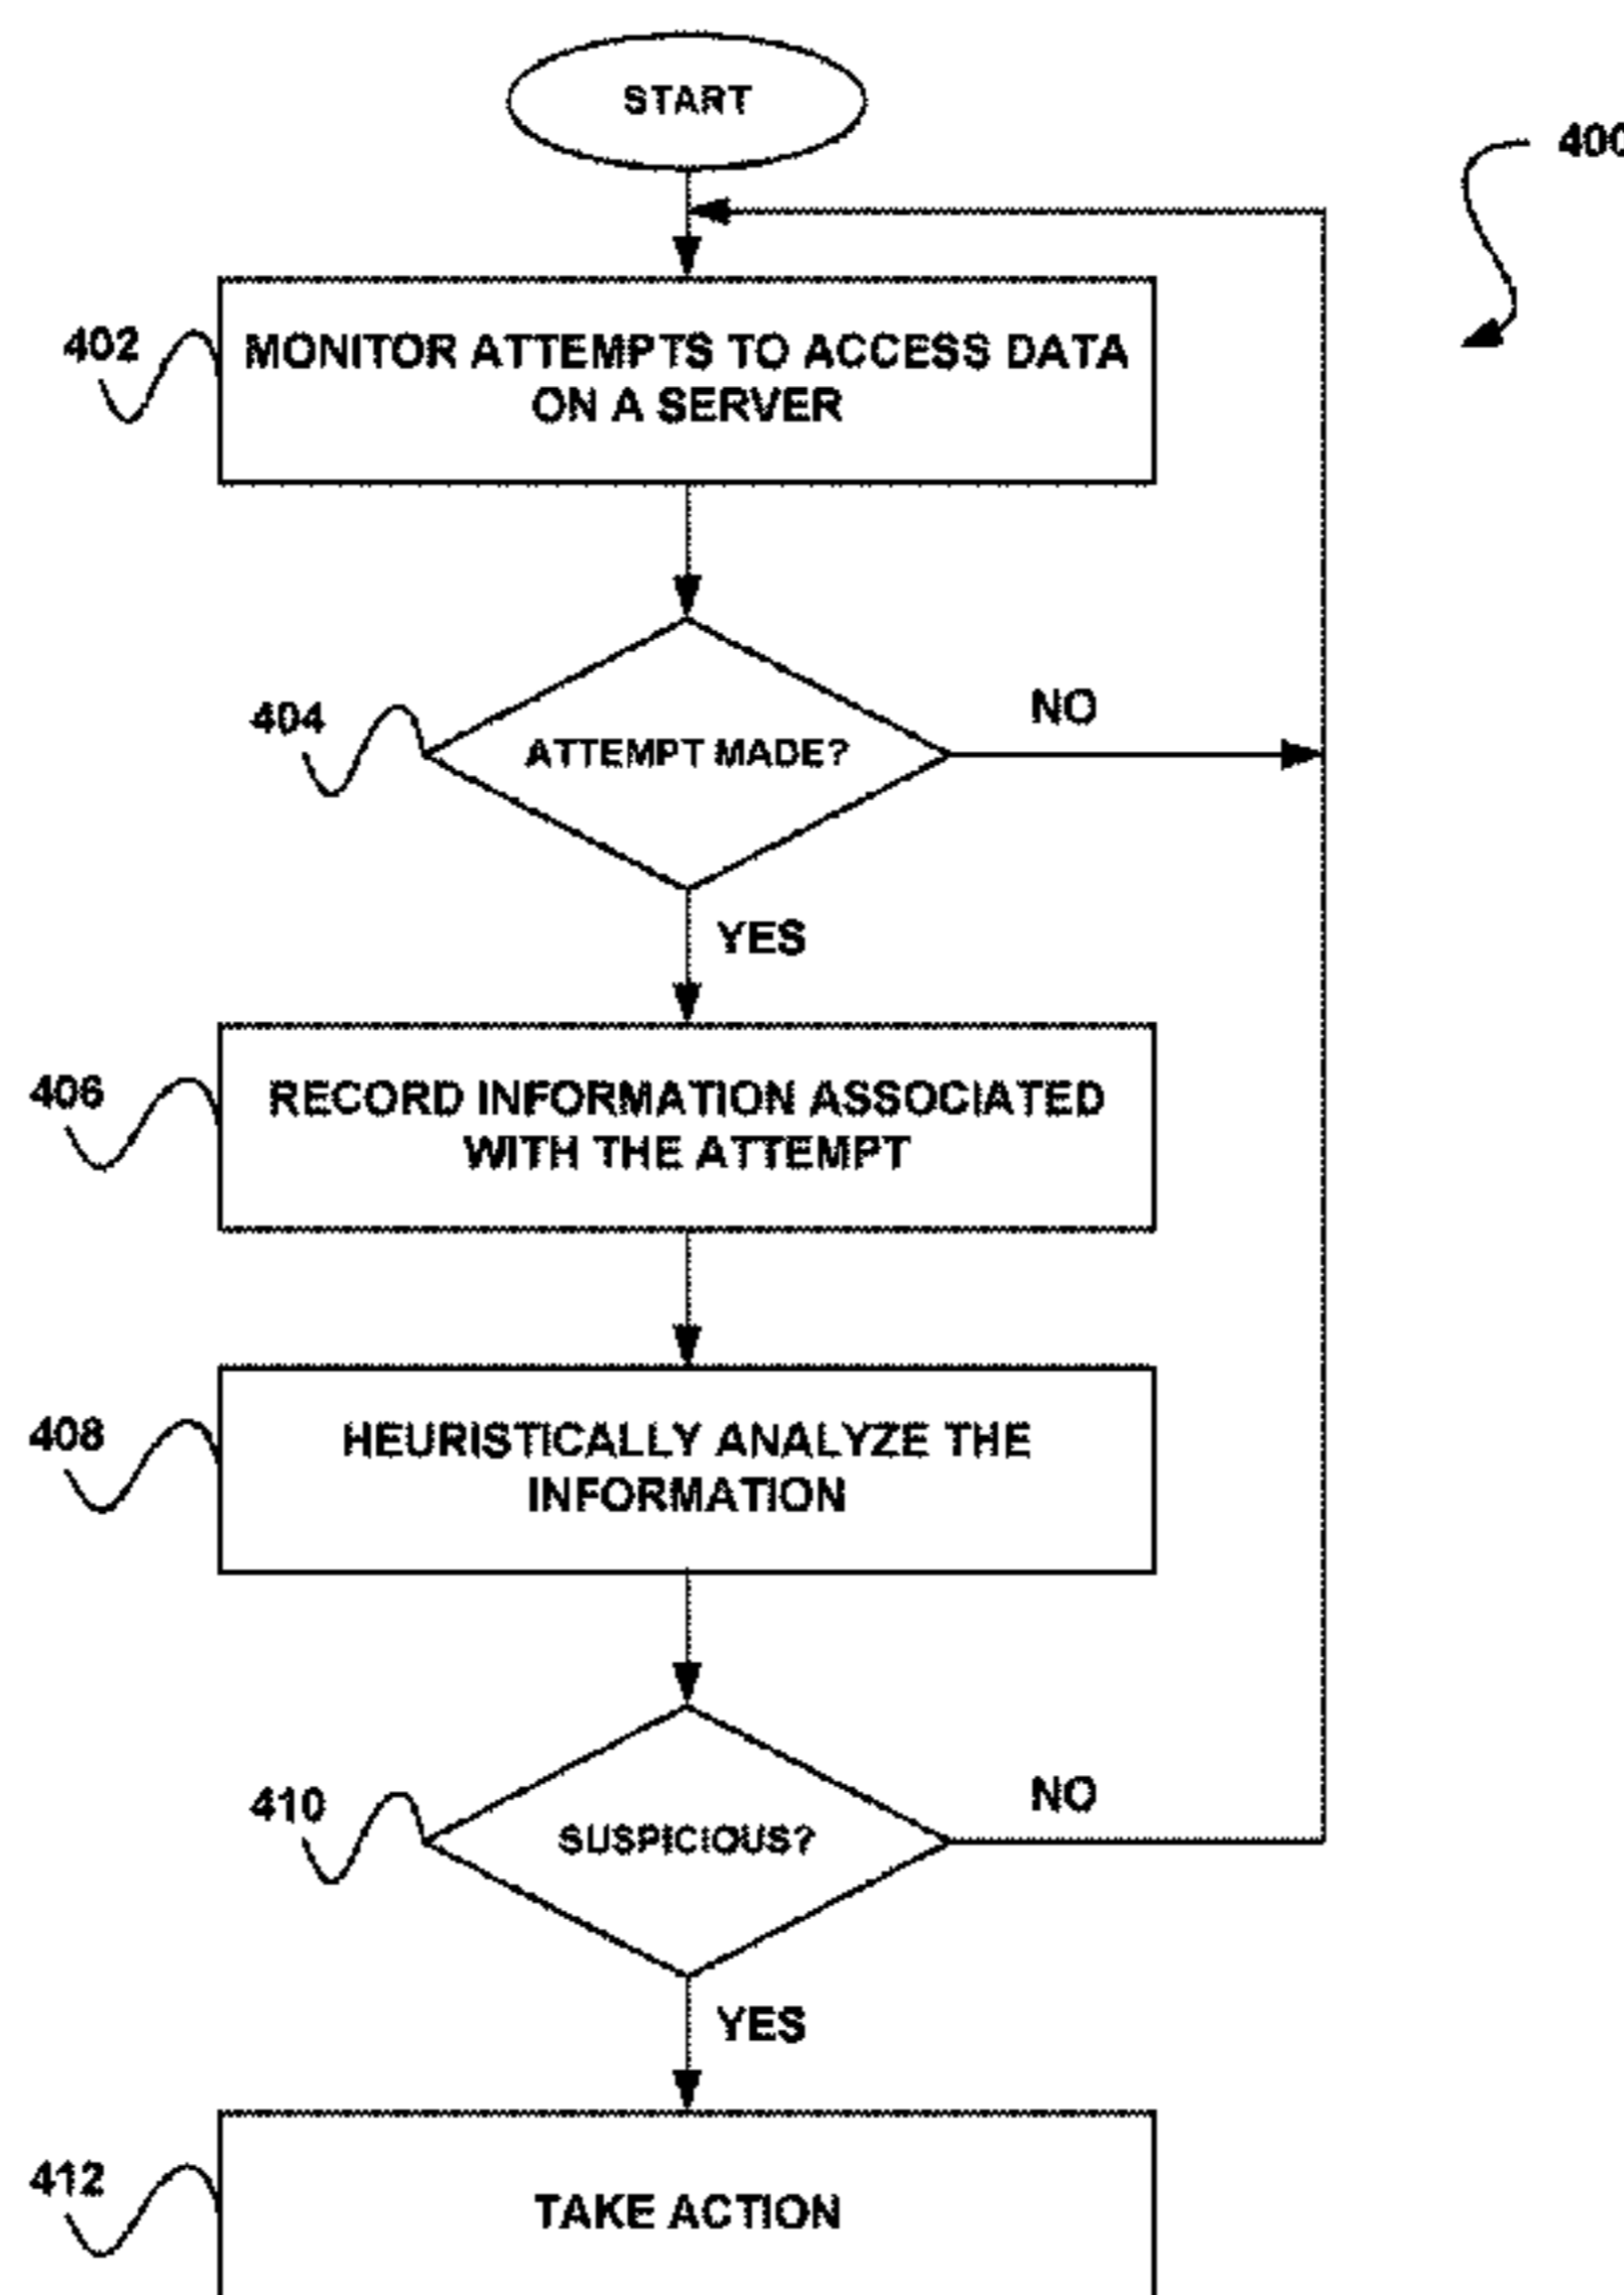 START
400
402
MONITOR ATTEMPTS TO ACCESS DATA
ON A SERVER
404
ATTEMPT MADE?
NO
YES
406
RECORD INFORMATION ASSOCIATED
WITH THE ATTEMPT
408
HEURISTICALLY ANALYZE THE
INFORMATION
410
SUSPICIOUS?
NO
YES
412
TAKE ACTION